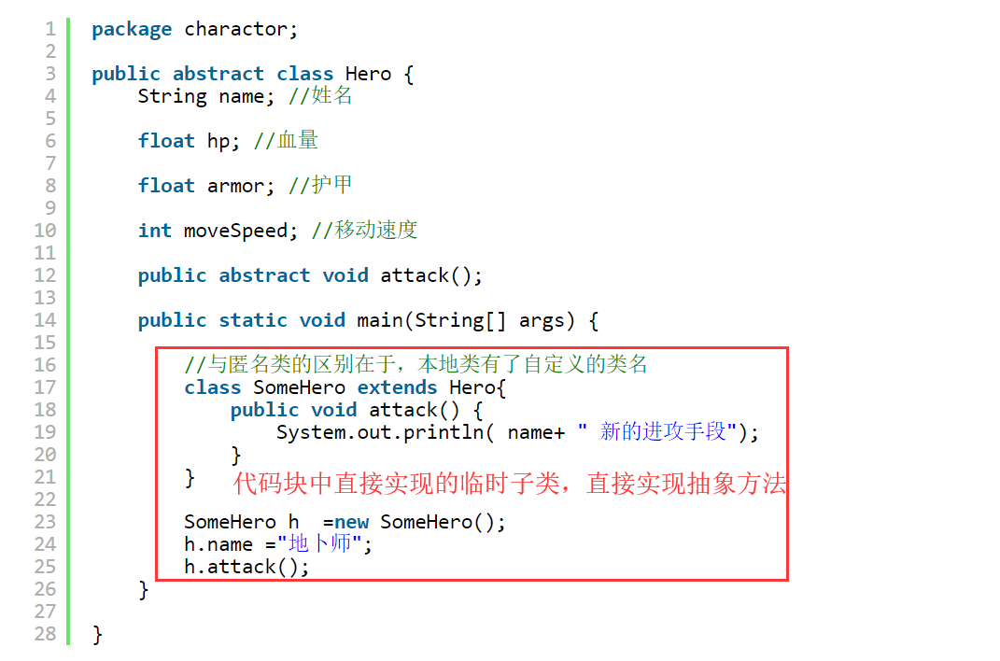 1 package charactor;
2
3 public abstract class Hero {
4 String name; //姓名
5
6 float hp; //血量
7
8 float armor; //护甲
9
10 int moveSpeed; //移动速度
11
12 public abstract void attack();
13
14 public static void main(String[] args) {
15
16 //与匿名类的区别在于，本地类有了自定义的类名
17 class SomeHero extends Hero{
18 public void attack() {
19 System.out.println( name+ " 新的进攻手段");
20 }
21 } 代码块中直接实现的临时子类，直接实现抽象方法
22
23 SomeHero h  =new SomeHero();
24 h.name ="地卜师";
25 h.attack();
26 }
27
28 }